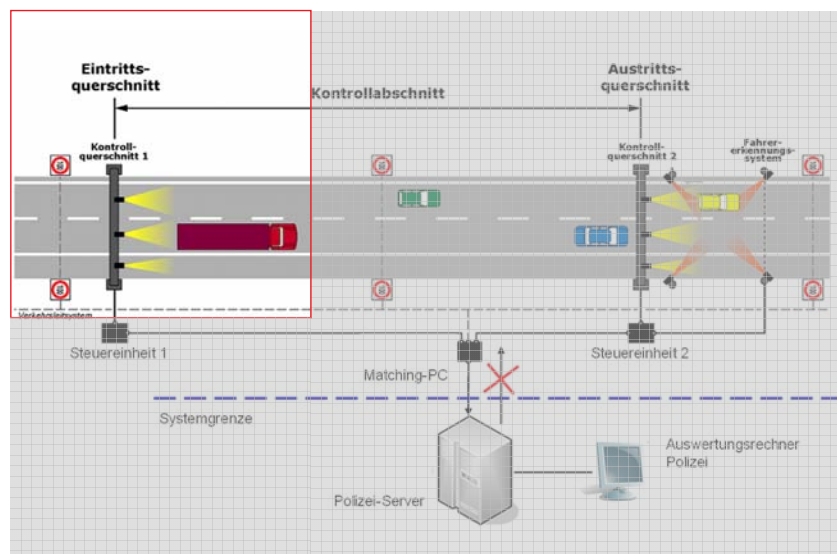 Eintritts-
querschnitt
Austritts-
querschnitt
Kontrollabschnitt
Kontroll-
querschnitt 1
Kontroll-
querschnitt 2
Fahrer-
erkennungs-
system
Verkehrsleitsystem
Steuereinheit 1
Steuereinheit 2
Matching-PC
Systemgrenze
Auswertungsrechner
Polizei
Polizei-Server